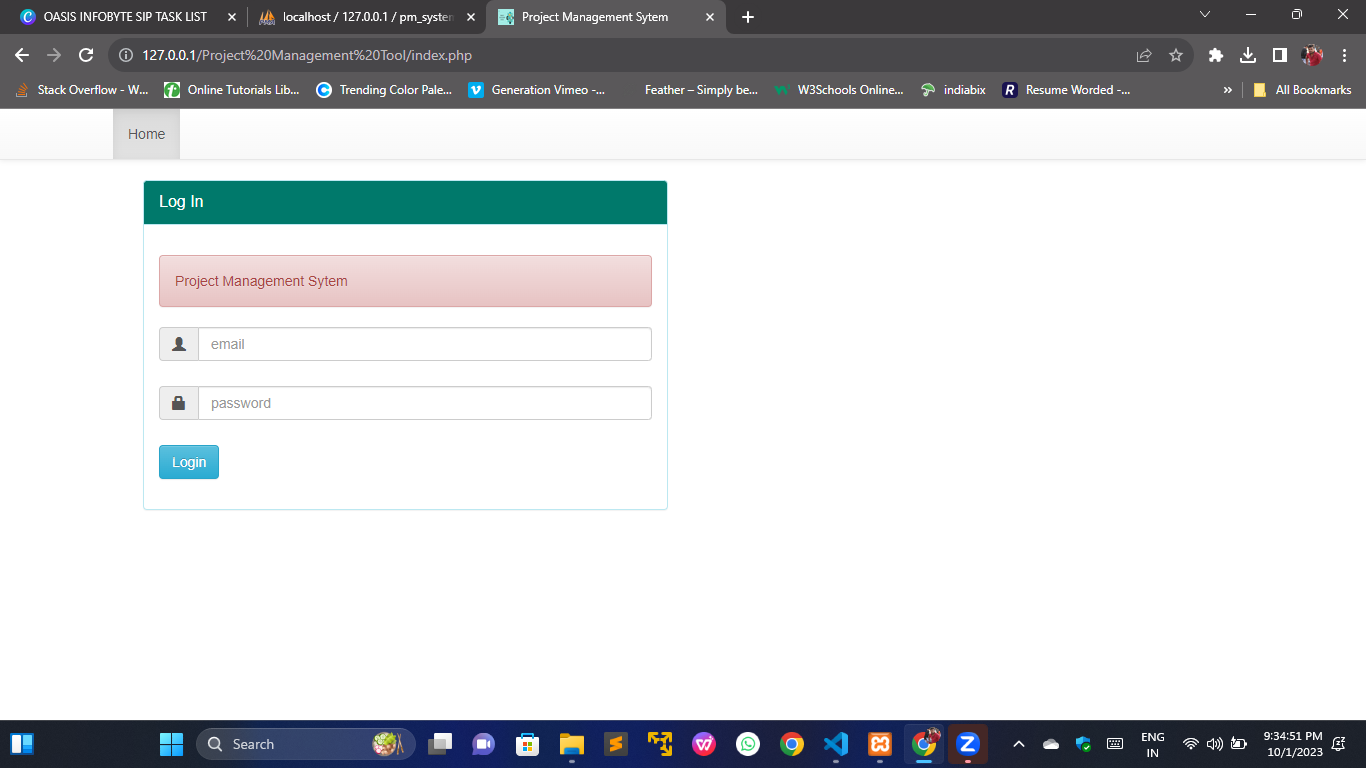 OASIS INFOBYTE SIP TASK LIST
localhost / 127.0.0.1 / pm_system
Project Management Sytem
127.0.0.1/Project%20Management%20Tool/index.php
Stack Overflow - W...
Online Tutorials Lib...
Trending Color Pale...
Generation Vimeo -...
Feather – Simply be...
W3Schools Online...
indiabix
R
Resume Worded -...
»
All Bookmarks
Home
Log In
Project Management Sytem
email
password
Login
Search
ENG
IN
9:34:51 PM
10/1/2023